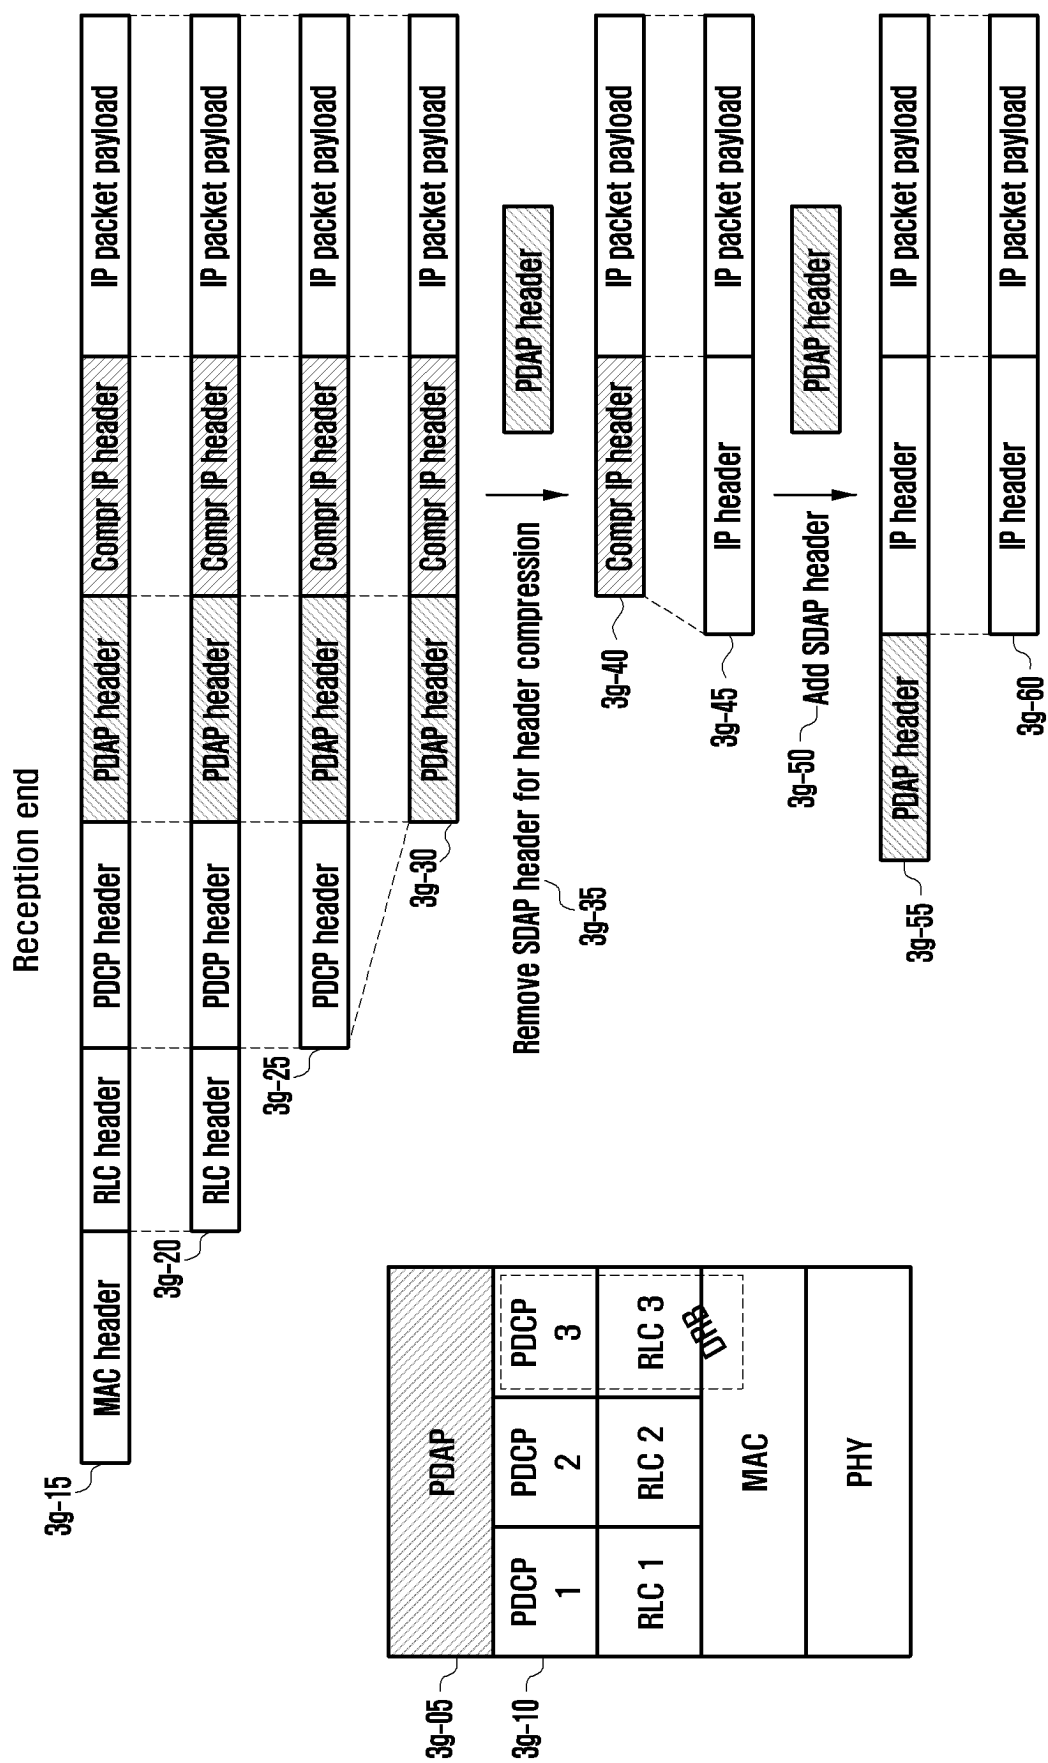 Reception end
3g-15
MAC header
RLC header
PDCP header
PDAP header
Compr IP header
IP packet payload
3g-20
RLC header
PDCP header
PDAP header
Compr IP header
IP packet payload
3g-25
PDCP header
PDAP header
Compr IP header
IP packet payload
3g-30
PDAP header
Compr IP header
IP packet payload
Remove SDAP header for header compression
3g-35
PDAP header
3g-40
Compr IP header
IP packet payload
3g-45
IP header
IP packet payload
3g-50
Add SDAP header
PDAP header
3g-55
PDAP header
IP header
IP packet payload
3g-60
IP header
IP packet payload
3g-05
PDAP
3g-10
PDCP
1
PDCP
2
PDCP
3
RLC 1
RLC 2
RLC 3
DRB
MAC
PHY